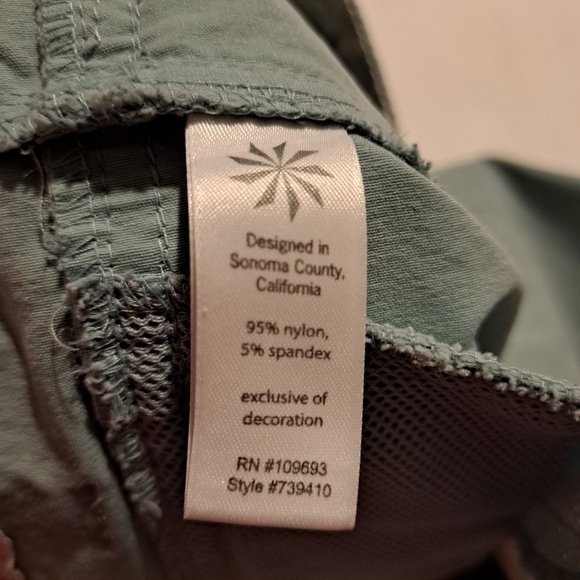 Designed in
Sonoma County,
California
95% nylon,
5% spandex
exclusive of
decoration
RN #109693
Style #739410